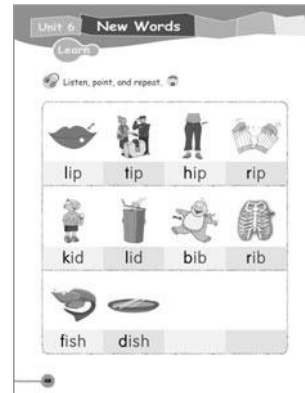 Unit 6 New Words
Learn
Listen, point, and repeat.
lip tip hip rip
kid lid bib rib
fish dish